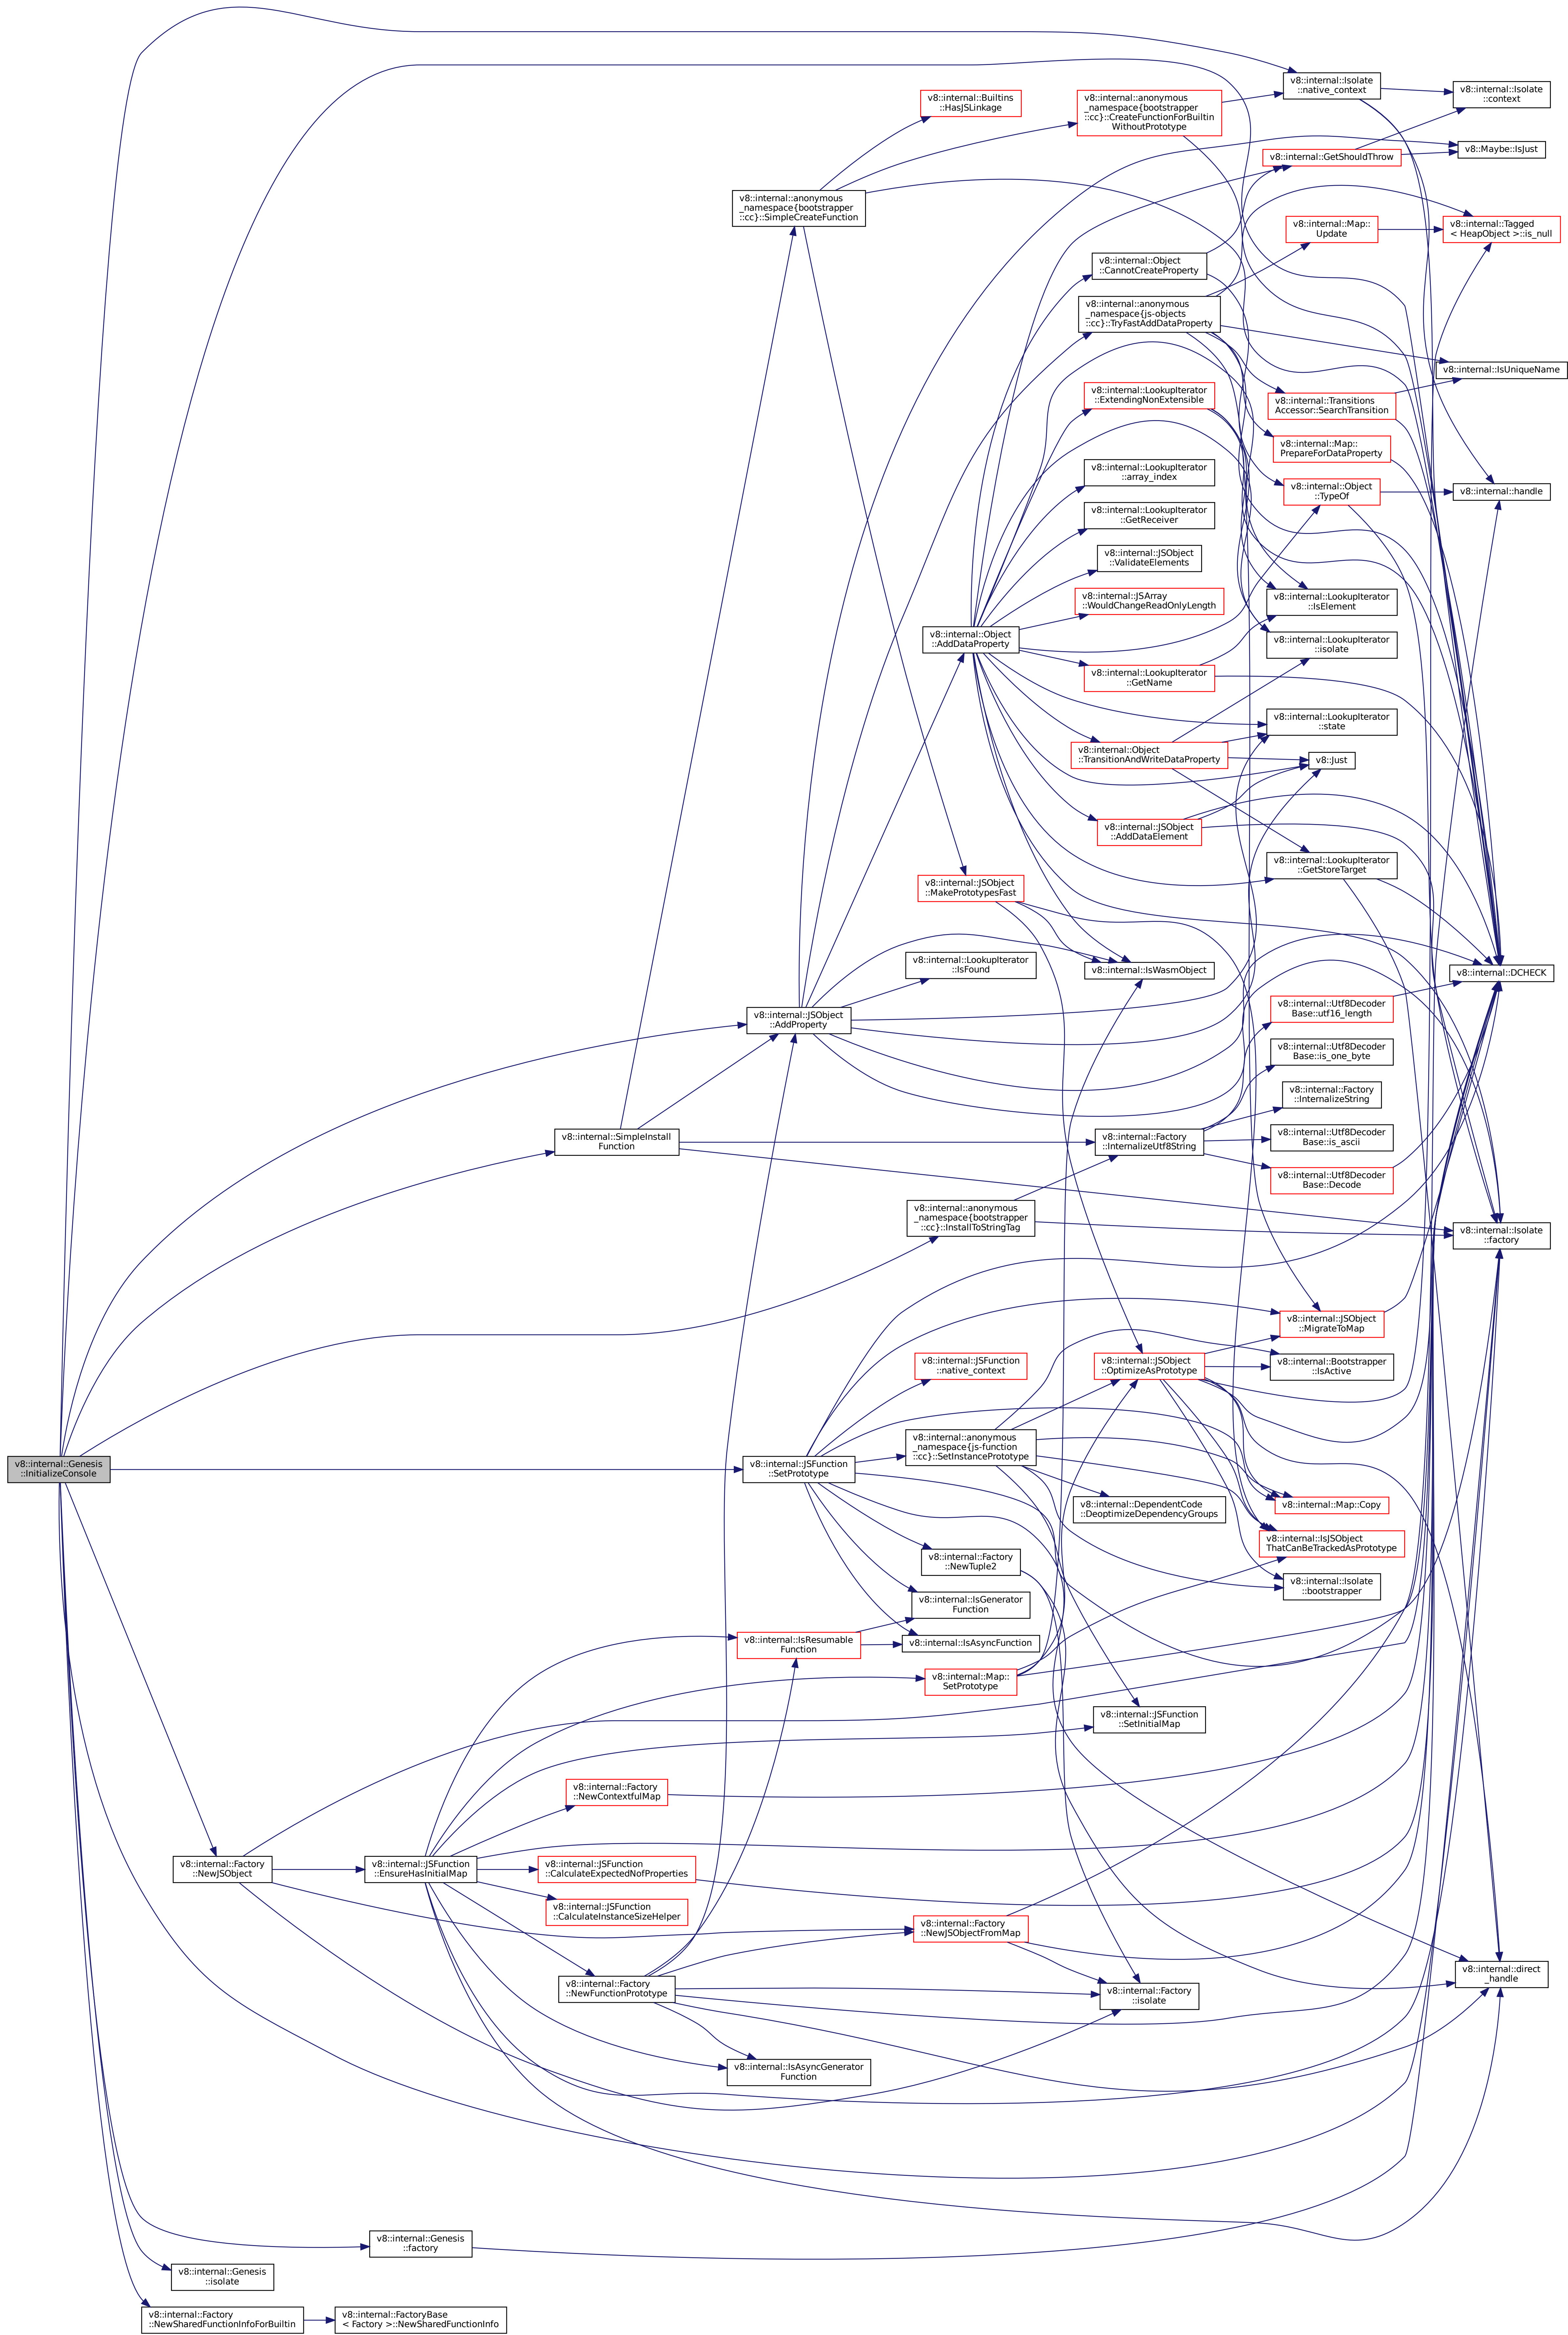 v8::internal::Isolate
::native_context
v8::internal::Isolate
::context
v8::internal::Builtins
::HasJSLinkage
v8::internal::anonymous
_namespace{bootstrapper
::cc}::CreateFunctionForBuiltin
WithoutPrototype
v8::Maybe::IsJust
v8::internal::GetShouldThrow
v8::internal::anonymous
_namespace{bootstrapper
::cc}::SimpleCreateFunction
v8::internal::Map::
Update
v8::internal::Tagged
< HeapObject >::is_null
v8::internal::Object
::CannotCreateProperty
v8::internal::anonymous
_namespace{js-objects
::cc}::TryFastAddDataProperty
v8::internal::IsUniqueName
v8::internal::LookupIterator
::ExtendingNonExtensible
v8::internal::Transitions
Accessor::SearchTransition
v8::internal::Map::
PrepareForDataProperty
v8::internal::LookupIterator
::array_index
v8::internal::Object
::TypeOf
v8::internal::handle
v8::internal::LookupIterator
::GetReceiver
v8::internal::JSObject
::ValidateElements
v8::internal::JSArray
::WouldChangeReadOnlyLength
v8::internal::LookupIterator
::IsElement
v8::internal::Object
::AddDataProperty
v8::internal::LookupIterator
::isolate
v8::internal::LookupIterator
::GetName
v8::internal::LookupIterator
::state
v8::internal::Object
::TransitionAndWriteDataProperty
v8::Just
v8::internal::JSObject
::AddDataElement
v8::internal::LookupIterator
::GetStoreTarget
v8::internal::JSObject
::MakePrototypesFast
v8::internal::LookupIterator
::IsFound
v8::internal::IsWasmObject
v8::internal::DCHECK
v8::internal::JSObject
::AddProperty
v8::internal::Utf8Decoder
Base::utf16_length
v8::internal::Utf8Decoder
Base::is_one_byte
v8::internal::Factory
::InternalizeString
v8::internal::SimpleInstall
Function
v8::internal::Factory
::InternalizeUtf8String
v8::internal::Utf8Decoder
Base::is_ascii
v8::internal::Utf8Decoder
Base::Decode
v8::internal::anonymous
_namespace{bootstrapper
::cc}::InstallToStringTag
v8::internal::Isolate
::factory
v8::internal::JSObject
::MigrateToMap
v8::internal::JSFunction
::native_context
v8::internal::JSObject
::OptimizeAsPrototype
v8::internal::Bootstrapper
::IsActive
v8::internal::Genesis
::InitializeConsole
v8::internal::JSFunction
::SetPrototype
v8::internal::anonymous
_namespace{js-function
::cc}::SetInstancePrototype
v8::internal::DependentCode
::DeoptimizeDependencyGroups
v8::internal::Map::Copy
v8::internal::IsJSObject
ThatCanBeTrackedAsPrototype
v8::internal::Factory
::NewTuple2
v8::internal::Isolate
::bootstrapper
v8::internal::IsGenerator
Function
v8::internal::IsResumable
Function
v8::internal::IsAsyncFunction
v8::internal::Map::
SetPrototype
v8::internal::JSFunction
::SetInitialMap
v8::internal::Factory
::NewContextfulMap
v8::internal::Factory
::NewJSObject
v8::internal::JSFunction
::EnsureHasInitialMap
v8::internal::JSFunction
::CalculateExpectedNofProperties
v8::internal::JSFunction
::CalculateInstanceSizeHelper
v8::internal::Factory
::NewJSObjectFromMap
v8::internal::direct
_handle
v8::internal::Factory
::NewFunctionPrototype
v8::internal::Factory
::isolate
v8::internal::IsAsyncGenerator
Function
v8::internal::Genesis
::factory
v8::internal::Genesis
::isolate
v8::internal::Factory
::NewSharedFunctionInfoForBuiltin
v8::internal::FactoryBase
< Factory >::NewSharedFunctionInfo